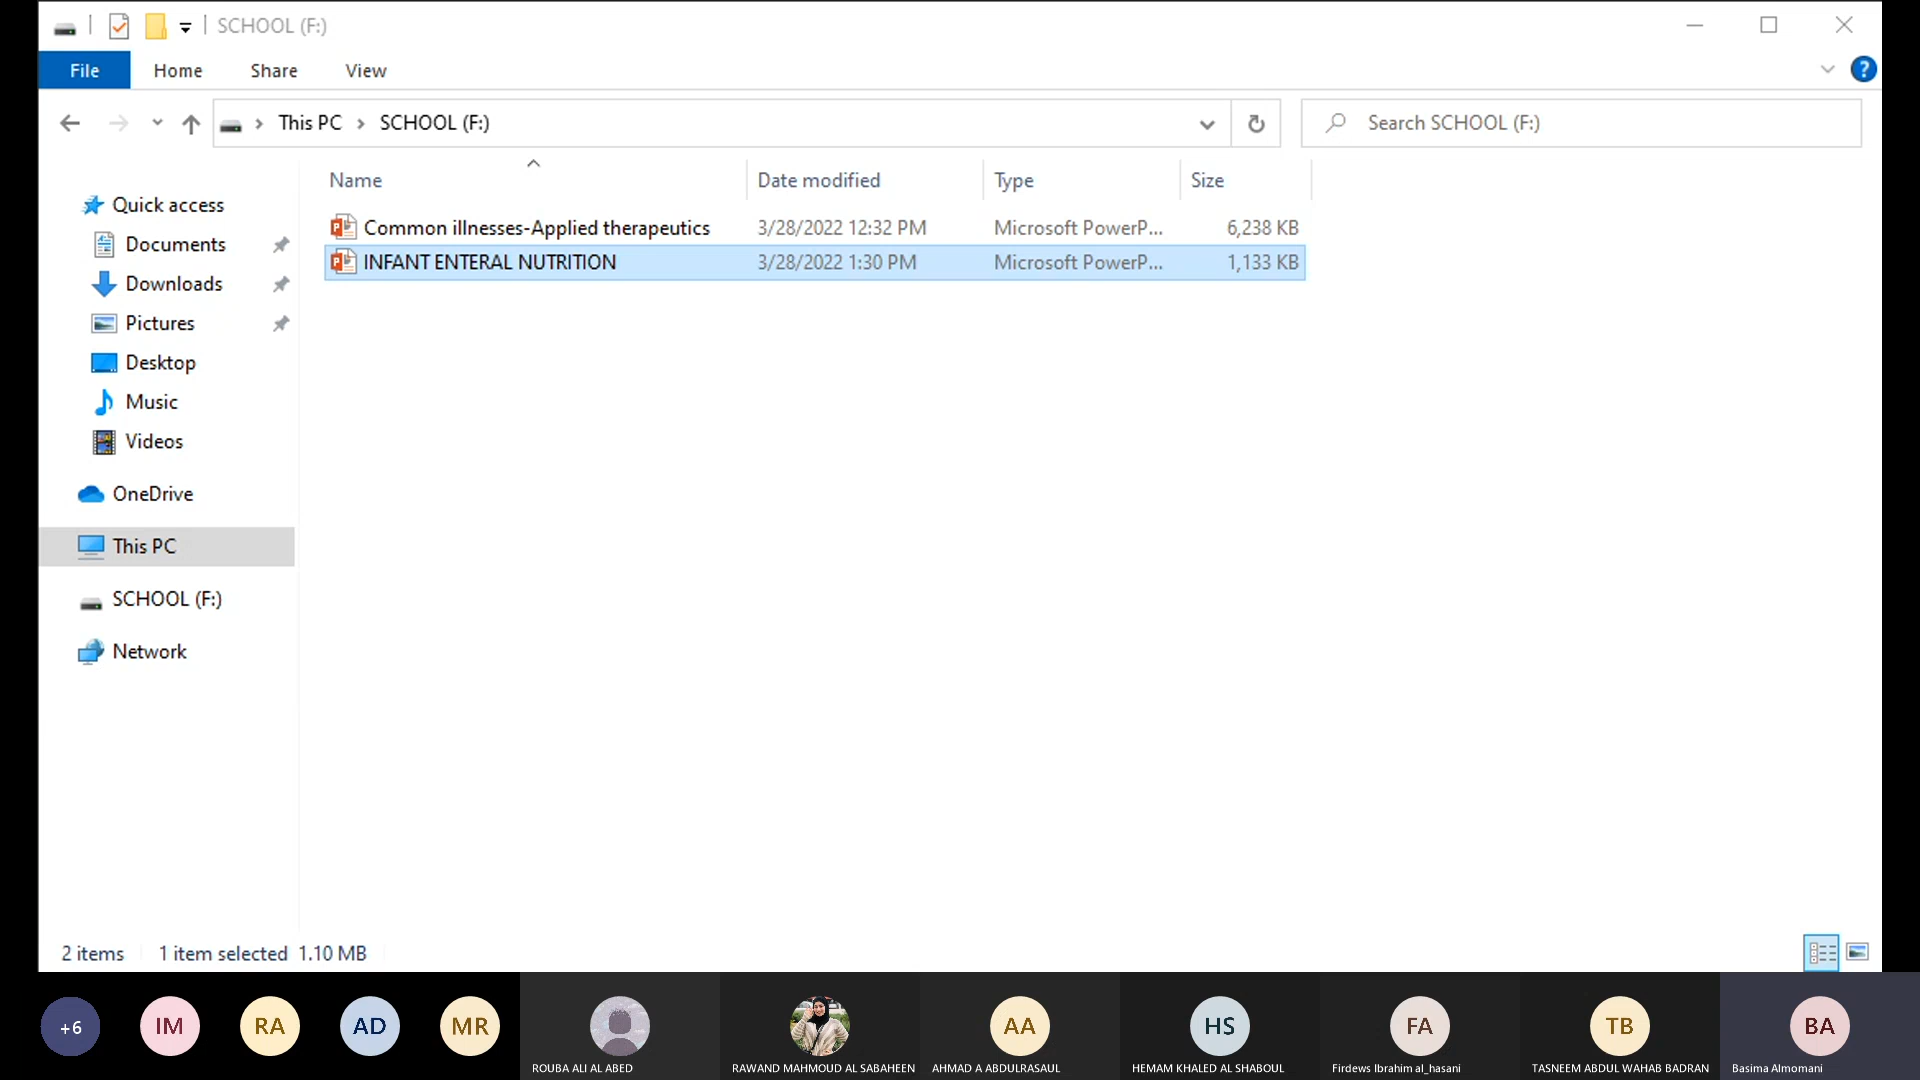 SCHOOL (F:)
File Home Share View
This PC SCHOOL (F:)
Search SCHOOL (F:)
Name Date modified Type Size
Common illnesses-Applied therapeutics 3/28/2022 12:32 PM Microsoft PowerP... 6,238 KB
INFANT ENTERAL NUTRITION 3/28/2022 1:30 PM Microsoft PowerP... 1,133 KB
Quick access
Documents
Downloads
Pictures
Desktop
Music
Videos
OneDrive
This PC
SCHOOL (F:)
Network
2 items 1 item selected 1.10 MB
+6 IM RA AD MR AA HS FA TB BA
ROUBA ALI AL ABED RAWAND MAHMOUD AL SABAHEEN AHMAD A ABDULRASAUL HEMAM KHALED AL SHABOUL Firdews Ibrahim al_hasani TASNEEM ABDUL WAHAB BADRAN Basima Almomani